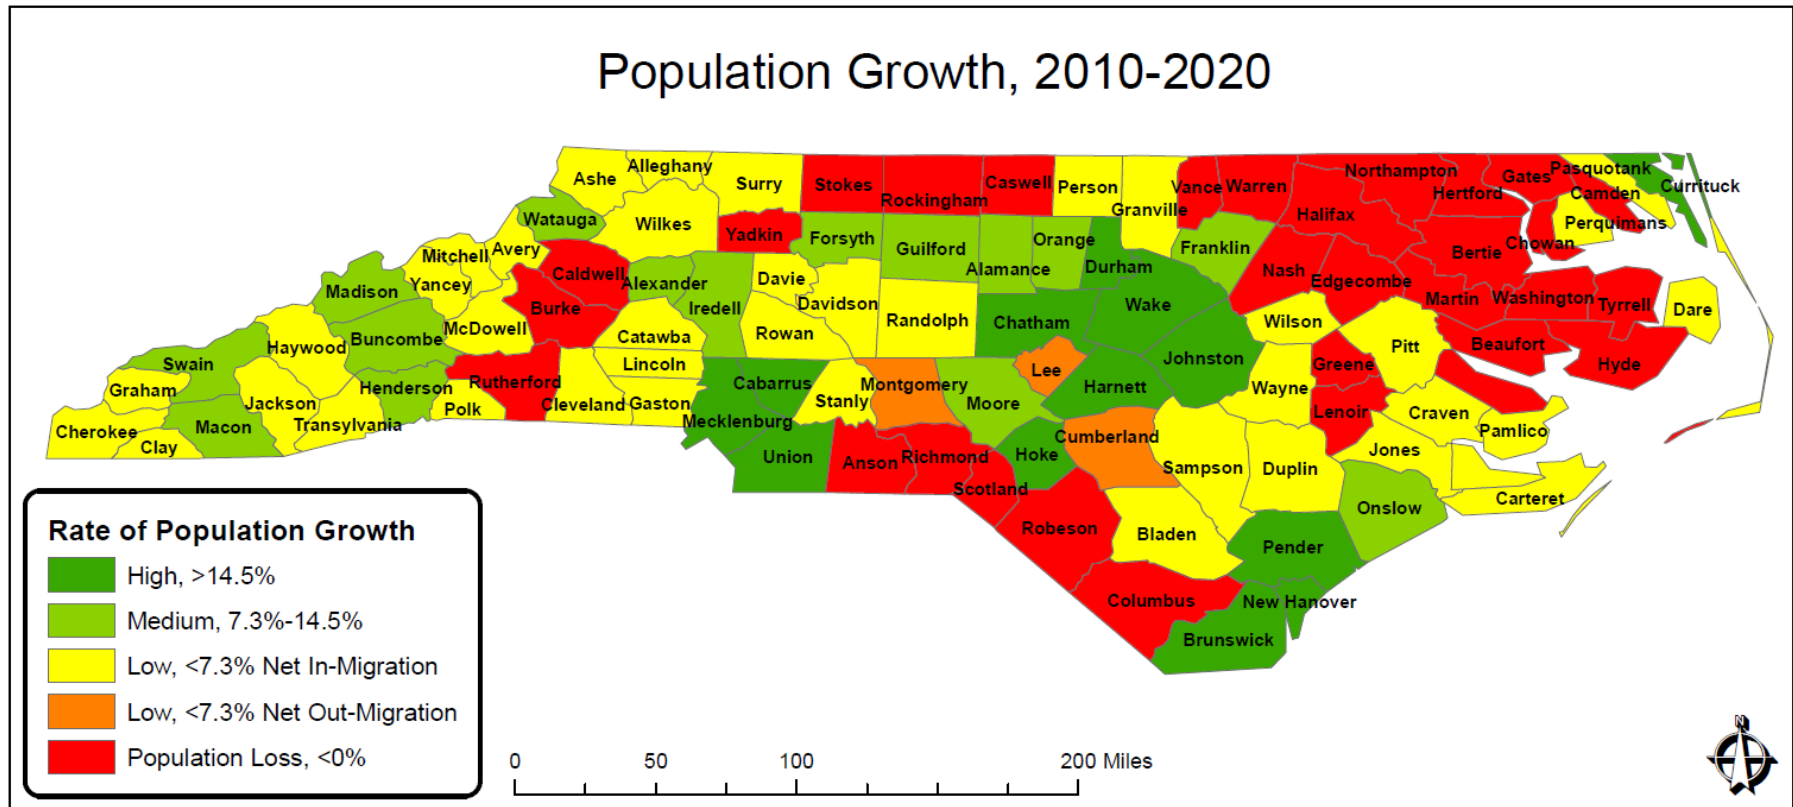 Population Growth, 2010-2020
Ashe
Alleghany
Surry
Stokes
Rockingham
Caswell
Person
Granville
Vance
Warren
Northampton
Hertford
Gates
Pasquotank
Camden
Currituck
Perquimans
Chowan
Halifax
Bertie
Watauga
Wilkes
Yadkin
Forsyth
Guilford
Alamance
Orange
Durham
Franklin
Nash
Edgecombe
Martin
Washington
Tyrrell
Dare
Mitchell
Avery
Yancey
Caldwell
Alexander
Iredell
Davie
Davidson
Randolph
Chatham
Wake
Johnston
Wilson
Pitt
Beaufort
Hyde
Madison
Buncombe
McDowell
Burke
Catawba
Rowan
Lincoln
Haywood
Swain
Graham
Cherokee
Clay
Macon
Jackson
Transylvania
Henderson
Polk
Rutherford
Cleveland
Gaston
Mecklenburg
Cabarrus
Stanly
Montgomery
Moore
Lee
Harnett
Wayne
Greene
Lenoir
Craven
Pamlico
Jones
Carteret
Onslow
Duplin
Sampson
Cumberland
Hoke
Richmond
Scotland
Anson
Union
Robeson
Bladen
Pender
Columbus
New Hanover
Brunswick
Rate of Population Growth
High, >14.5%
Medium, 7.3%-14.5%
Low, <7.3% Net In-Migration
Low, <7.3% Net Out-Migration
Population Loss, <0%
0 50 100 200 Miles
N